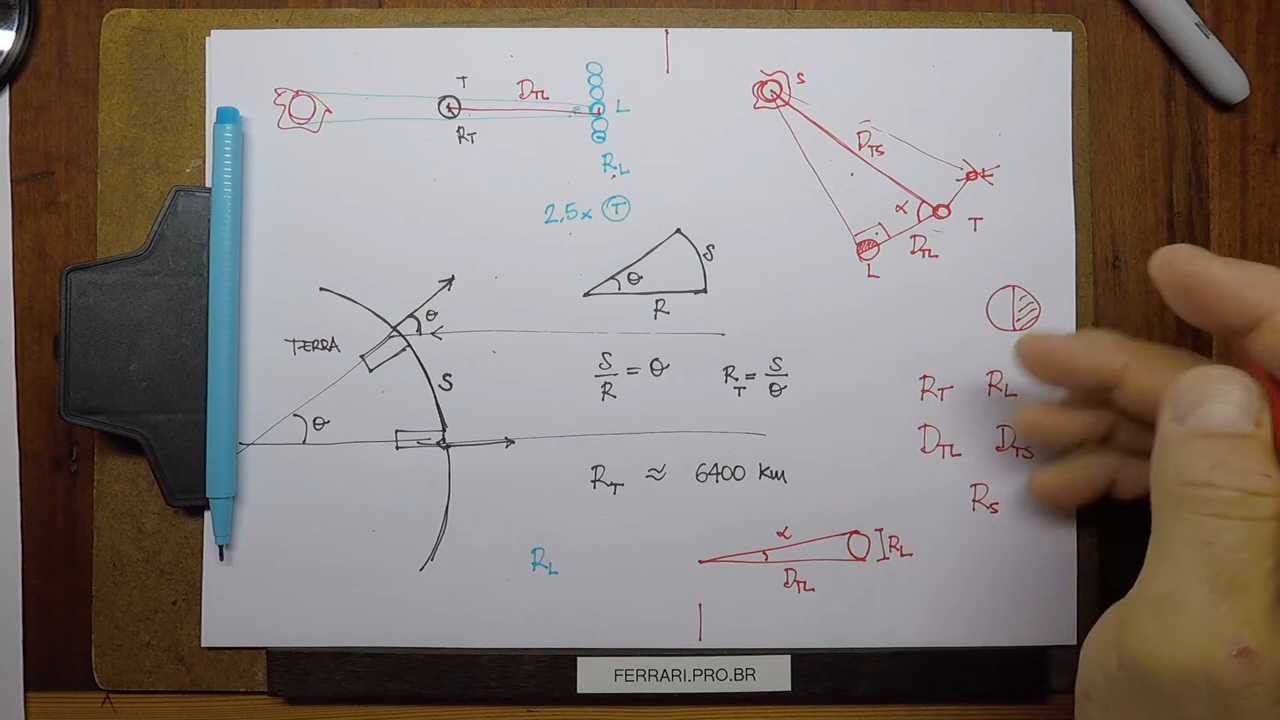 T
D_TL
L
R_T
R_L
2,5x T
S
D_TS
α
T
D_TL
L
θ
S
R
TERRA
θ
S
θ
S/R = θ
R_T = S/θ
R_T ≈ 6400 km
R_L
R_T R_L
D_TL D_TS
R_S
α
R_L
D_TL
FERRARI.PRO.BR